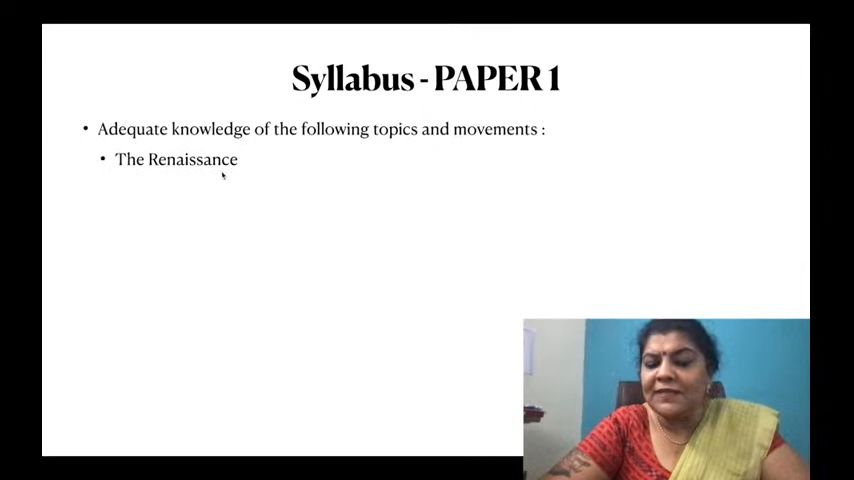 Syllabus - PAPER 1
• Adequate knowledge of the following topics and movements :
• The Renaissance